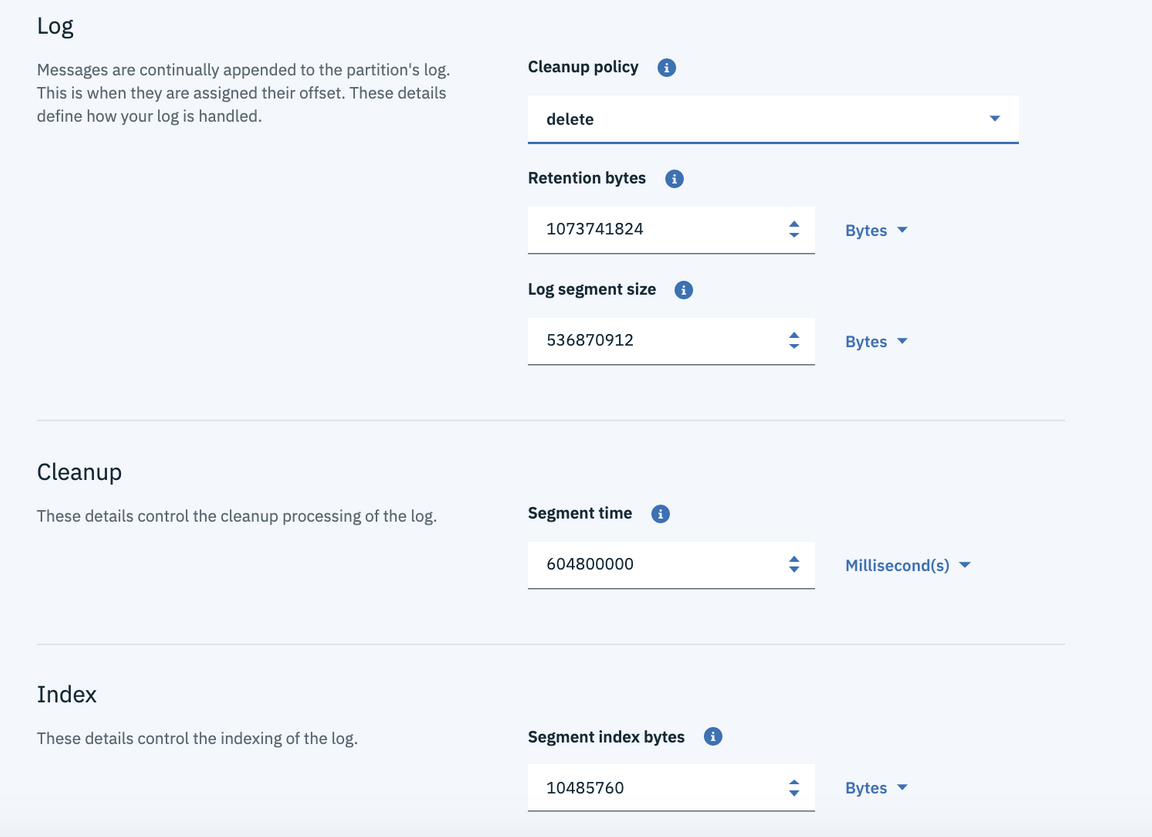 Log
Messages are continually appended to the partition's log.
This is when they are assigned their offset. These details
define how your log is handled.
Cleanup policy
delete
Retention bytes
1073741824
Bytes
Log segment size
536870912
Bytes
Cleanup
These details control the cleanup processing of the log.
Segment time
604800000
Millisecond(s)
Index
These details control the indexing of the log.
Segment index bytes
10485760
Bytes